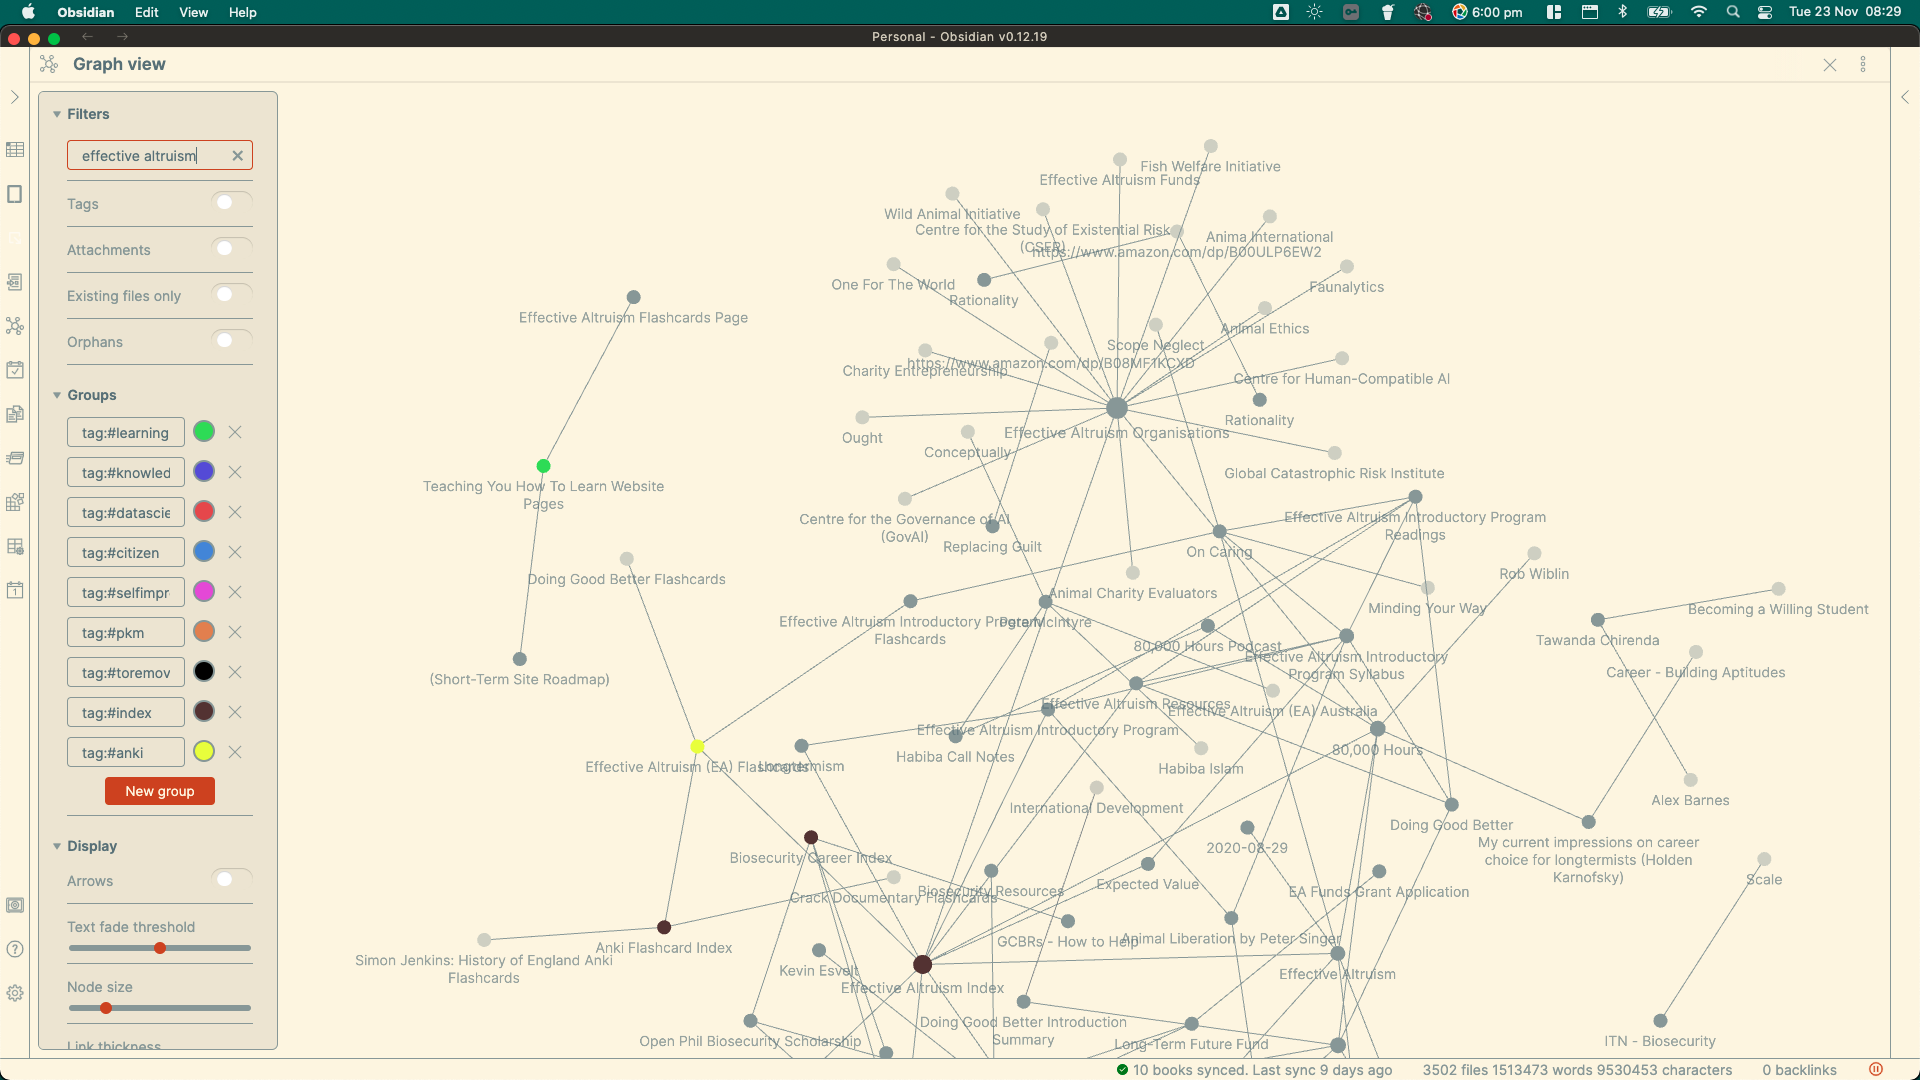 Obsidian Edit View Help
6:00 pm
Tue 23 Nov 08:29
Personal - Obsidian v0.12.19
Graph view
Filters
effective altruism
Tags
Attachments
Existing files only
Orphans
Groups
tag:#learning
tag:#knowled
tag:#datascie
tag:#citizen
tag:#selfimpr
tag:#pkm
tag:#toremov
tag:#index
tag:#anki
New group
Display
Arrows
Text fade threshold
Node size
Link thickness
Fish Welfare Initiative
Effective Altruism Funds
Wild Animal Initiative
Centre for the Study of Existential Risk
(CSER)
Anima International
https://www.amazon.com/dp/B00ULP6EW2
One For The World
Rationality
Faunalytics
Effective Altruism Flashcards Page
Animal Ethics
Scope Neglect
https://www.amazon.com/dp/B08MF1KCXD
Charity Entrepreneurship
Centre for Human-Compatible AI
Rationality
Ought
Effective Altruism Organisations
Conceptually
Global Catastrophic Risk Institute
Teaching You How To Learn Website
Pages
Centre for the Governance of AI
(GovAI)
Effective Altruism Introductory Program
Readings
Replacing Guilt
On Caring
Rob Wiblin
Doing Good Better Flashcards
Animal Charity Evaluators
Minding Your Way
Becoming a Willing Student
Effective Altruism Introductory Program
Flashcards
Peter McIntyre
Tawanda Chirenda
80,000 Hours Podcast
Effective Altruism Introductory
Program Syllabus
Career - Building Aptitudes
(Short-Term Site Roadmap)
Effective Altruism Resources
Effective Altruism (EA) Australia
Effective Altruism Introductory Program
80,000 Hours
Habiba Call Notes
Effective Altruism (EA) Flashcards
Longtermism
Habiba Islam
Alex Barnes
International Development
Doing Good Better
My current impressions on career
choice for longtermists (Holden
Karnofsky)
2020-08-29
Biosecurity Career Index
Scale
Expected Value
Biosecurity Resources
EA Funds Grant Application
Crack Documentary Flashcards
GCBRs - How to Help
Animal Liberation by Peter Singer
Anki Flashcard Index
Simon Jenkins: History of England Anki
Flashcards
Kevin Esvelt
Effective Altruism
Effective Altruism Index
Doing Good Better Introduction
Summary
Open Phil Biosecurity Scholarship
Long-Term Future Fund
ITN - Biosecurity
10 books synced. Last sync 9 days ago
3502 files 1513473 words 9530453 characters
0 backlinks